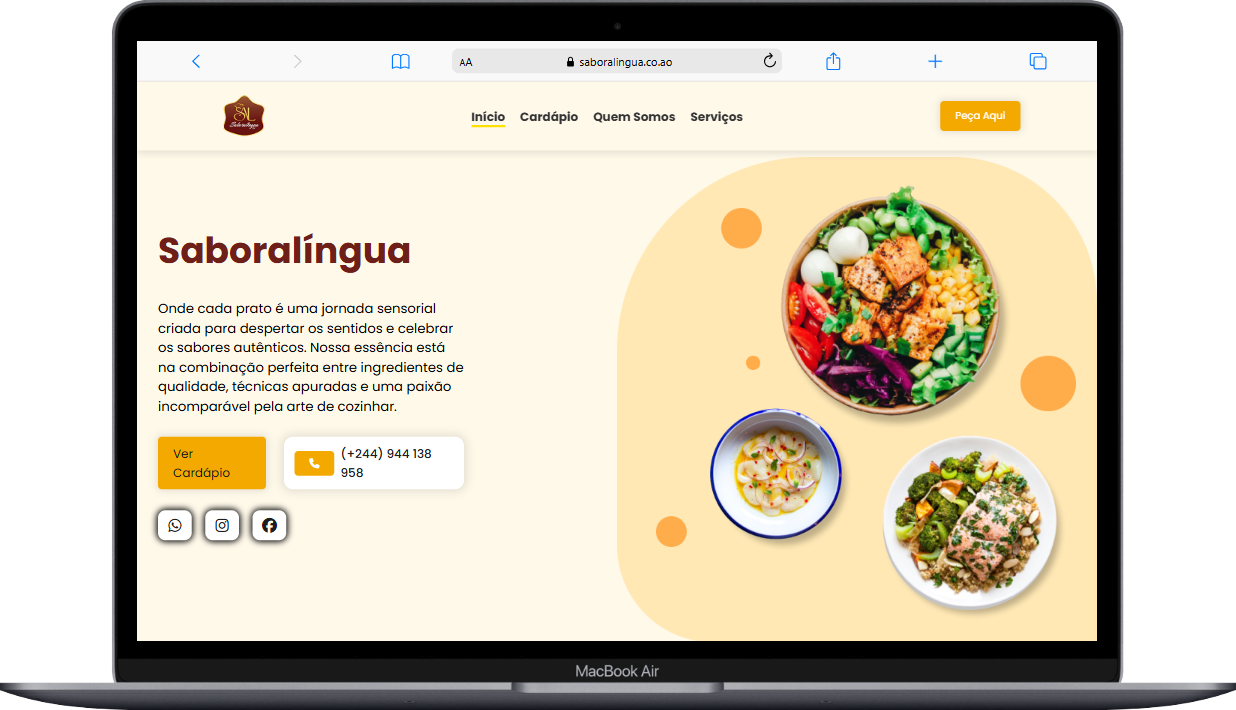 AA
saboralingua.co.ao
SAL
Saboralíngua
Início
Cardápio
Quem Somos
Serviços
Peça Aqui
Saboralíngua
Onde cada prato é uma jornada sensorial
criada para despertar os sentidos e celebrar
os sabores autênticos. Nossa essência está
na combinação perfeita entre ingredientes de
qualidade, técnicas apuradas e uma paixão
incomparável pela arte de cozinhar.
Ver
Cardápio
(+244) 944 138
958
MacBook Air